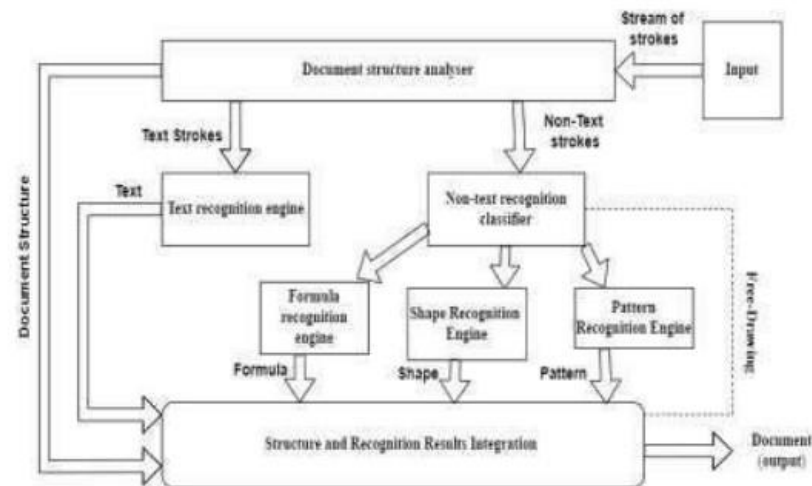 Stream of
strokes
Document structure analyser
Input
Text Strokes
Non-Text
strokes
Text
Text recognition engine
Non-text recognition
classifier
Document Structure
Formula
recognition
engine
Shape Recognition
Engine
Pattern
Recognition Engine
Free-Drawing
Formula
Shape
Pattern
Structure and Recognition Results Integration
Document
(output)